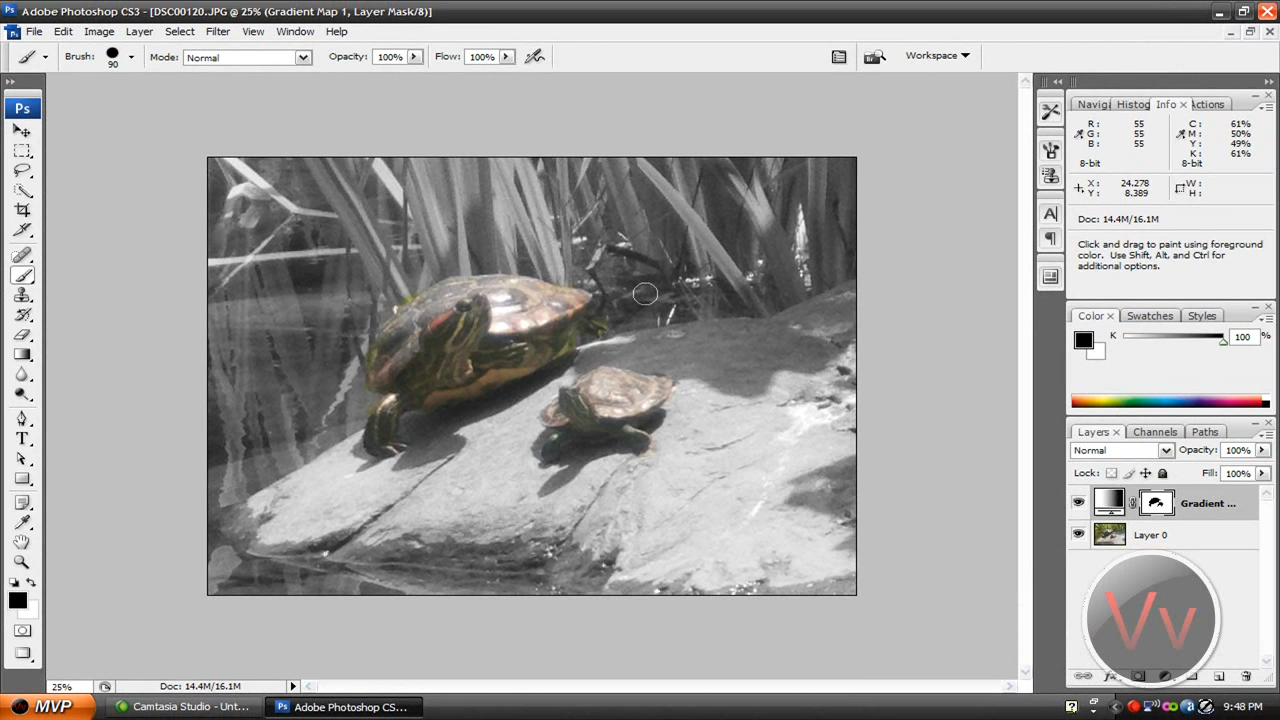 Adobe Photoshop CS3 - [DSC00120..JPG @ 25% (Gradient Map 1, Layer Mask/8)]
File Edit Image Layer Select Filter View Window Help
Brush: 90 Mode: Normal Opacity: 100% Flow: 100% Workspace
Ps
Navig Histog Info Actions
R: 55 C: 61%
G: 55 M: 50%
B: 55 Y: 49%
K: 61%
8-bit 8-bit
X: 24.278 W:
Y: 8.389 H:
Doc: 14.4M/16.1M
Click and drag to paint using foreground
color. Use Shift, Alt, and Ctrl for
additional options.
Color Swatches Styles
K 100 %
Layers Channels Paths
Normal Opacity: 100%
Lock: Fill: 100%
Gradient ...
Layer 0
Vv
25% Doc: 14.4M/16.1M
MVP Camtasia Studio - Unt... Adobe Photoshop CS... 9:48 PM